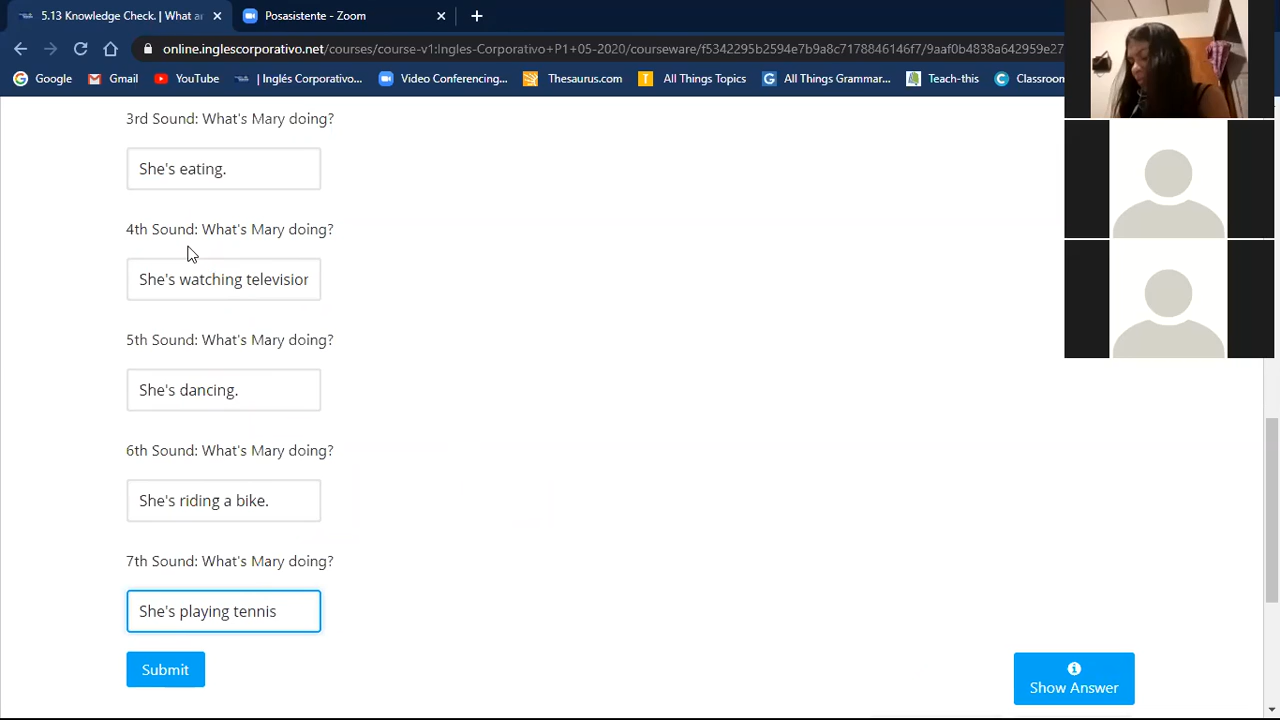 5.13 Knowledge Check. | What ar
Posasistente - Zoom
online.inglescorporativo.net/courses/course-v1:Ingles-Corporativo+P1+05-2020/courseware/f5342295b2594e7b9a8c7178846146f7/9aaf0b4838a642959e27
Google
Gmail
YouTube
| Inglés Corporativo...
Video Conferencing...
Thesaurus.com
All Things Topics
All Things Grammar...
Teach-this
Classroom
3rd Sound: What's Mary doing?
She's eating.
4th Sound: What's Mary doing?
She's watching television
5th Sound: What's Mary doing?
She's dancing.
6th Sound: What's Mary doing?
She's riding a bike.
7th Sound: What's Mary doing?
She's playing tennis
Submit
Show Answer